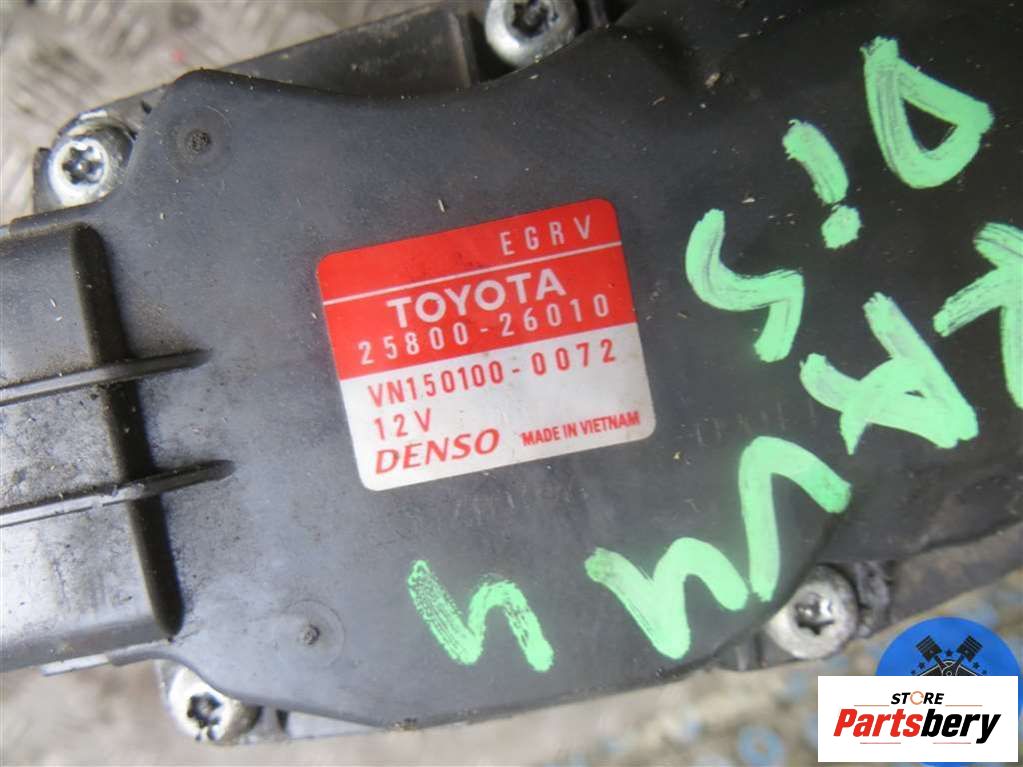 EGRV
TOYOTA
25800-26010
VN150100-0072
12V
DENSO MADE IN VIETNAM
STORE
Partsbery